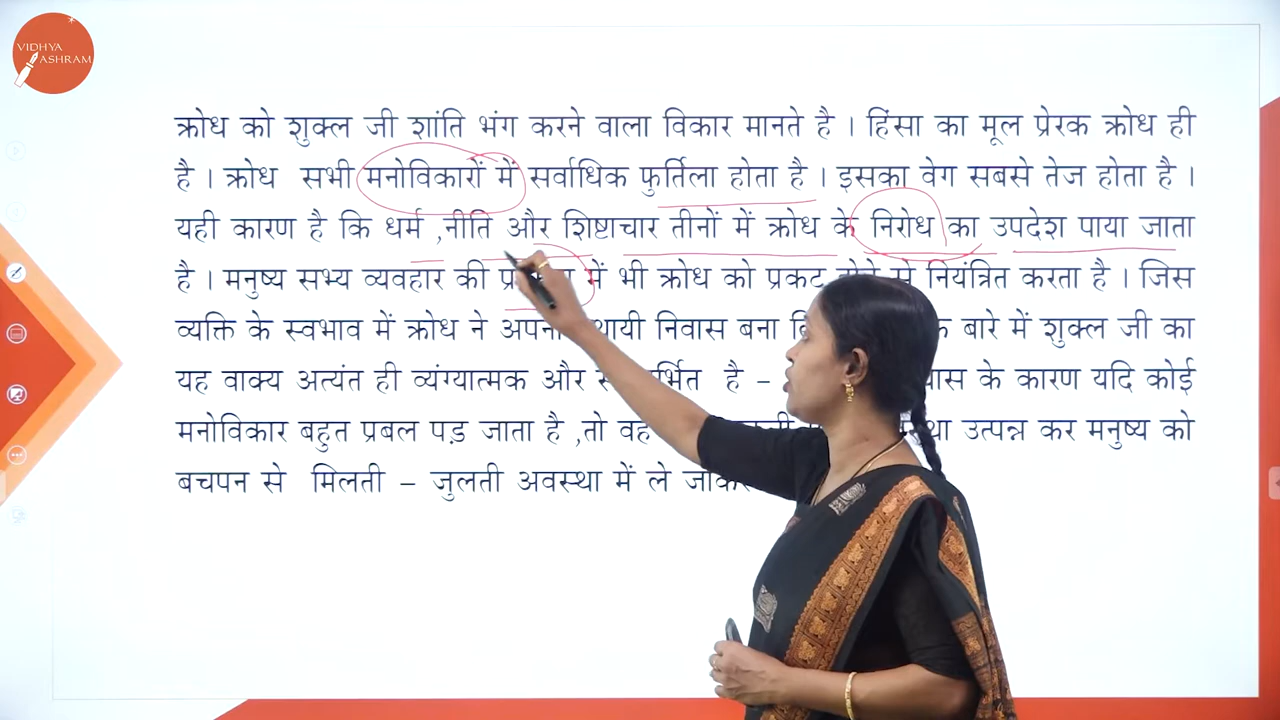 VIDHYA
ASHRAM
क्रोध को शुक्ल जी शांति भंग करने वाला विकार मानते है । हिंसा का मूल प्रेरक क्रोध ही
है । क्रोध सभी मनोविकारों में सर्वाधिक फुर्तिला होता है । इसका वेग सबसे तेज होता है ।
यही कारण है कि धर्म ,नीति और शिष्टाचार तीनों में क्रोध के निरोध का उपदेश पाया जाता
है । मनुष्य सभ्य व्यवहार की में भी क्रोध को प्रकट से नियंत्रित करता है । जिस
व्यक्ति के स्वभाव में क्रोध ने अपना निवास बना के बारे में शुक्ल जी का
यह वाक्य अत्यंत ही व्यंग्यात्मक और है – के कारण यदि कोई
मनोविकार बहुत प्रबल पड़ जाता है ,तो वह उत्पन्न कर मनुष्य को
बचपन से मिलती – जुलती अवस्था में ले जाकर